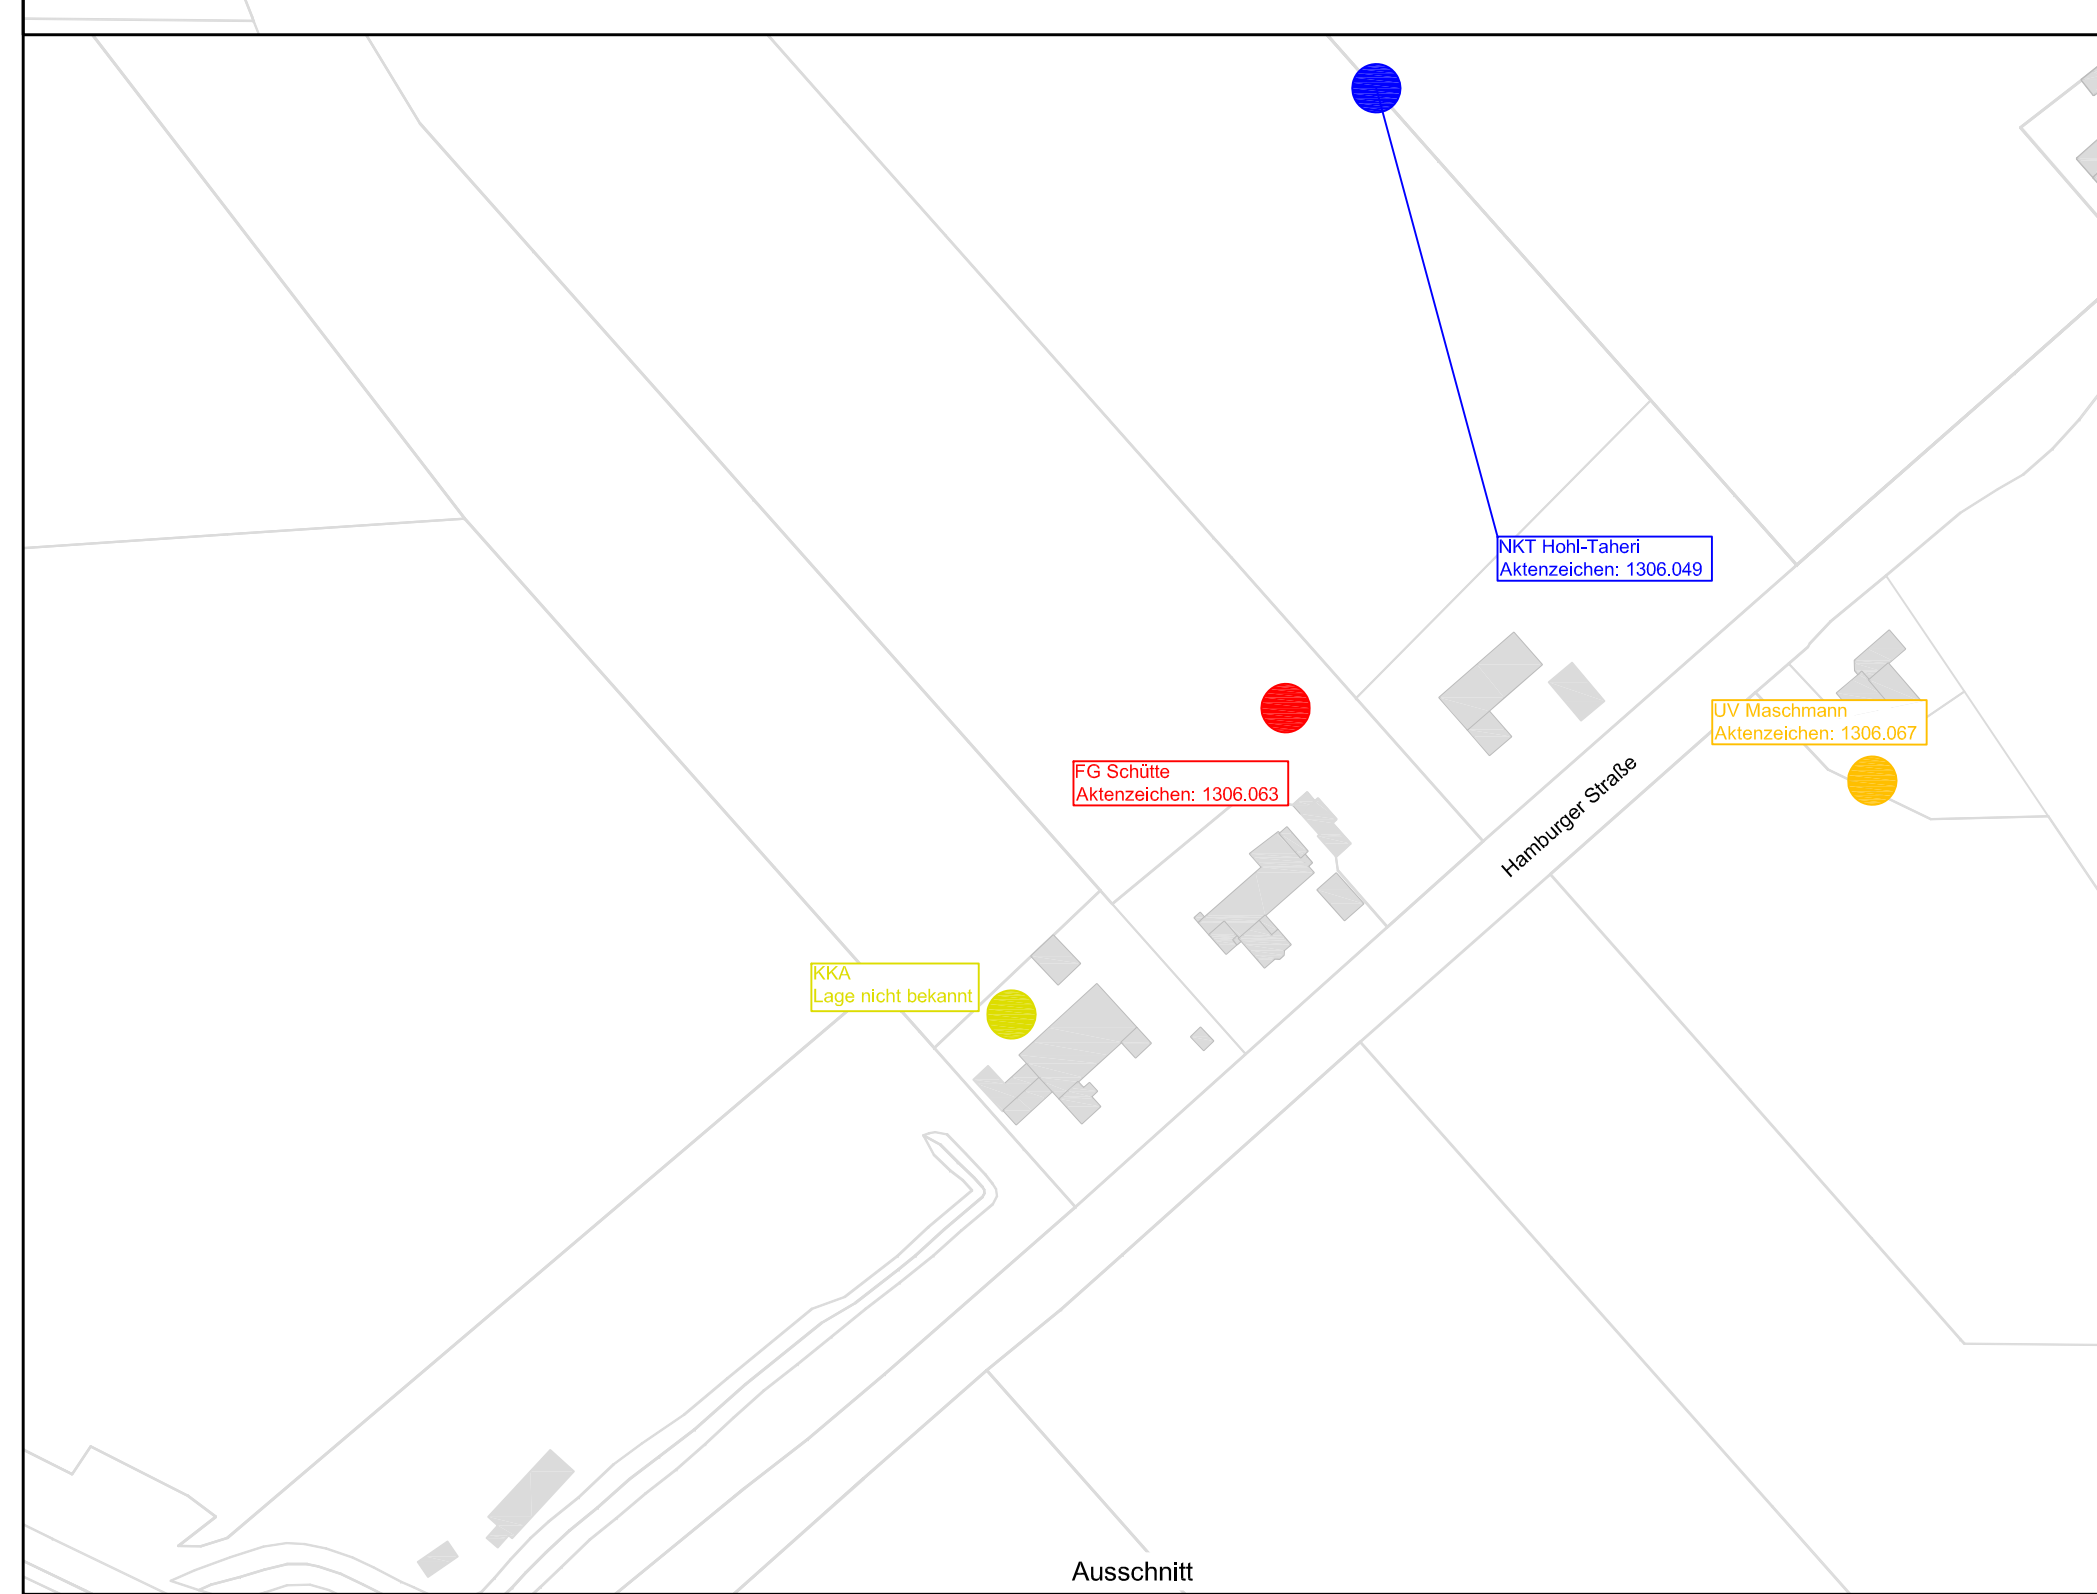 NKT Hohl-Taheri
Aktenzeichen: 1306.049
UV Maschmann
Aktenzeichen: 1306.067
FG Schütte
Aktenzeichen: 1306.063
Hamburger Straße
KKA
Lage nicht bekannt
Ausschnitt